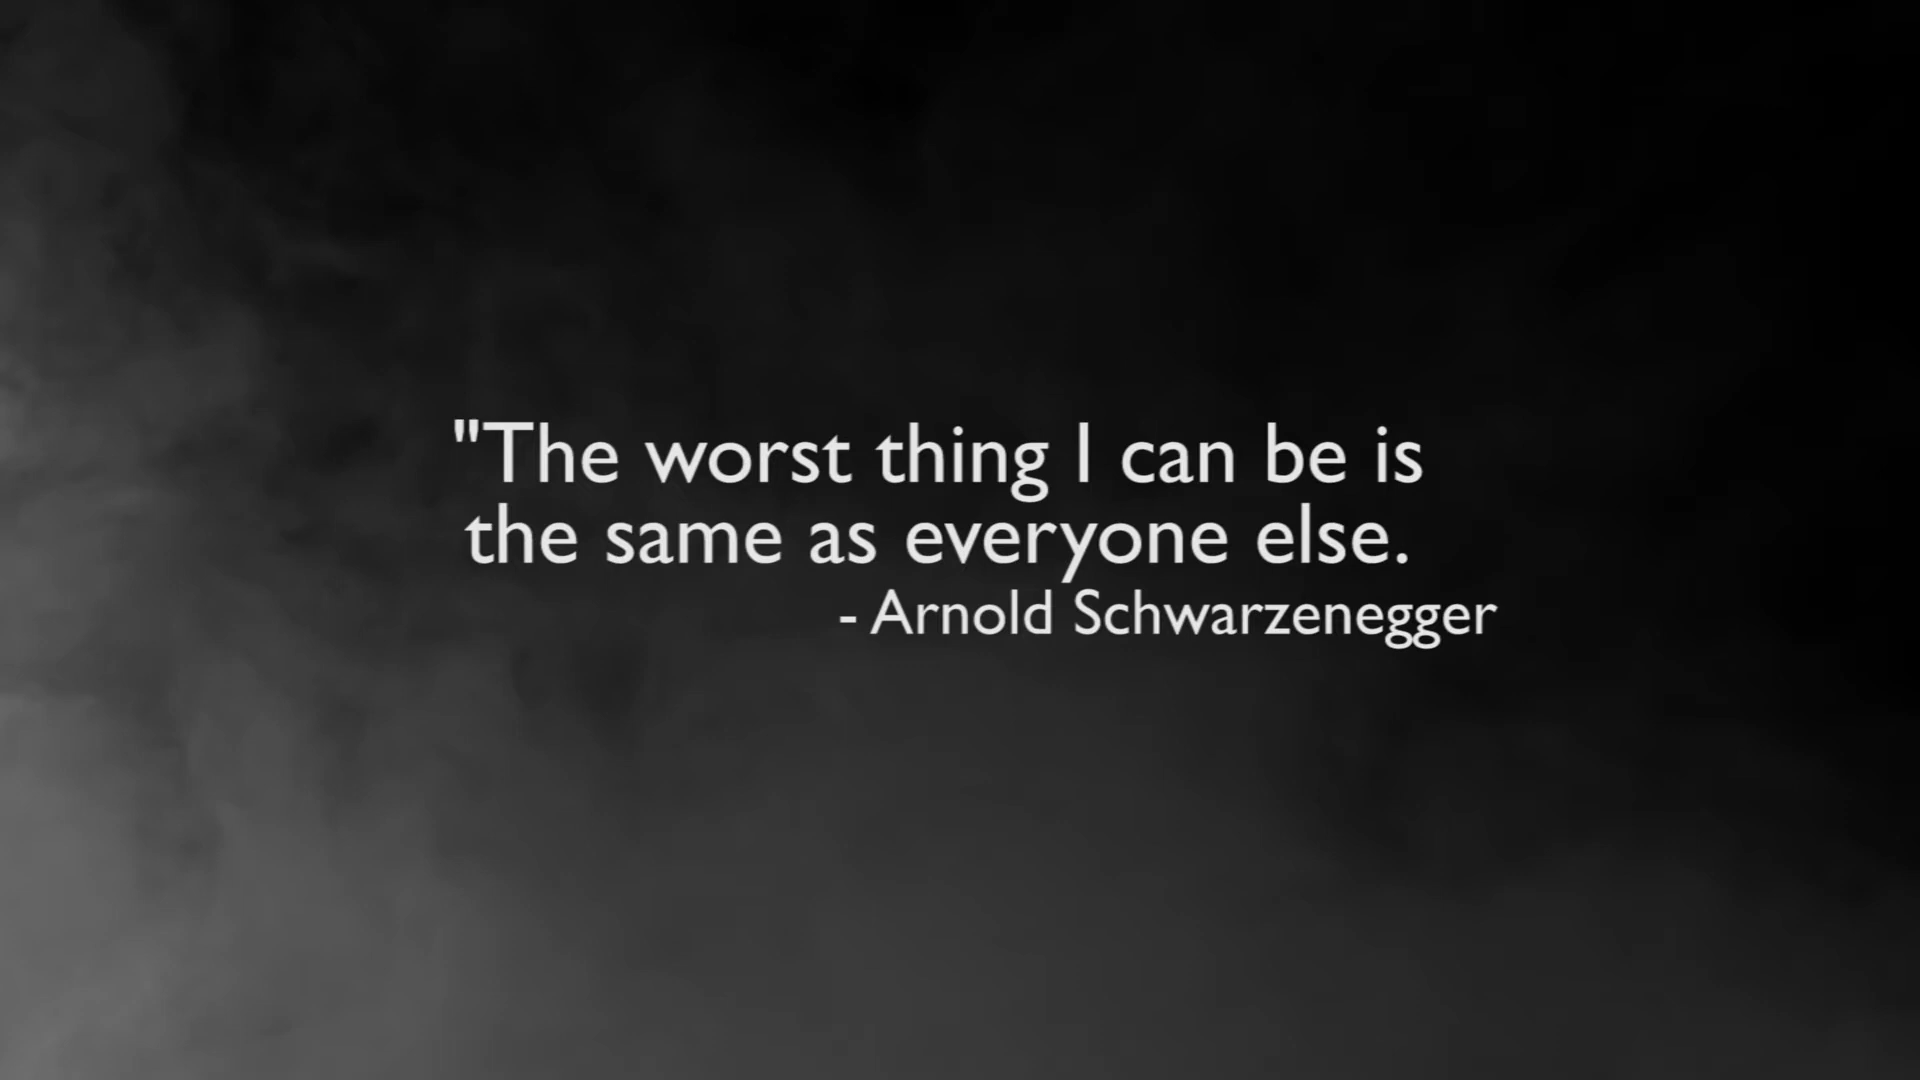 "The worst thing I can be is
the same as everyone else.
- Arnold Schwarzenegger